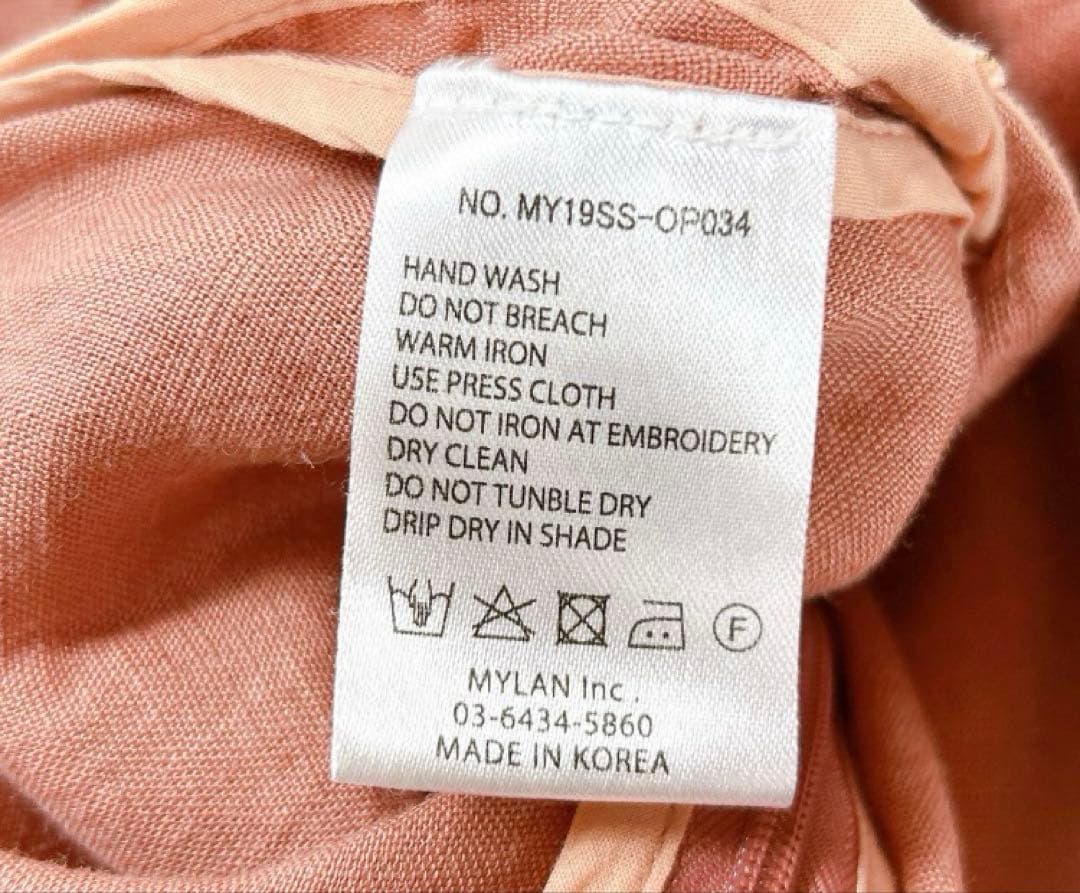 NO. MY19SS-OP034
HAND WASH
DO NOT BREACH
WARM IRON
USE PRESS CLOTH
DO NOT IRON AT EMBROIDERY
DRY CLEAN
DO NOT TUNBLE DRY
DRIP DRY IN SHADE
F
MYLAN Inc .
03-6434-5860
MADE IN KOREA